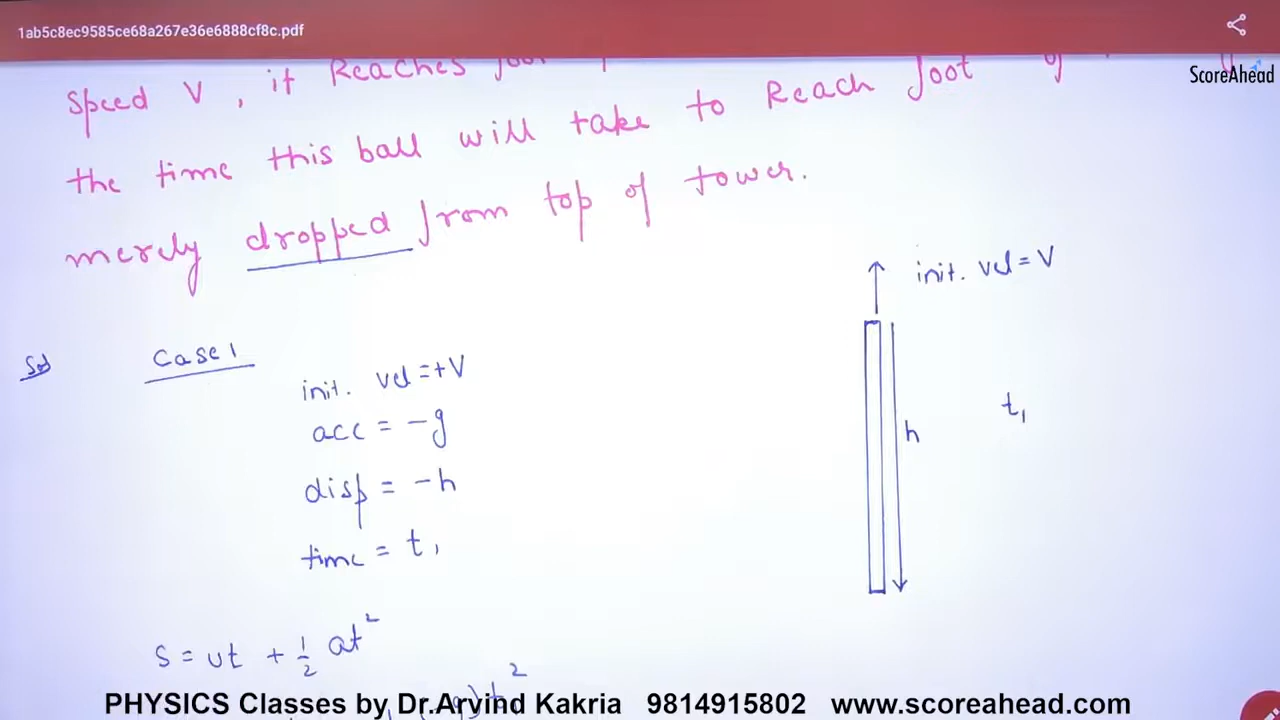 1ab5c8ec9585ce68a267e36e6888cf8c.pdf
ScoreAhead
Speed V, it Reaches foot
the time this ball will take to Reach foot of
merely dropped from top of tower.
init. vel = V
Sol
Case 1
init. vel = +V
acc = -g
disp = -h
time = t₁
h
t₁
S = ut + 1/2 at²
PHYSICS Classes by Dr.Arvind Kakria 9814915802 www.scoreahead.com